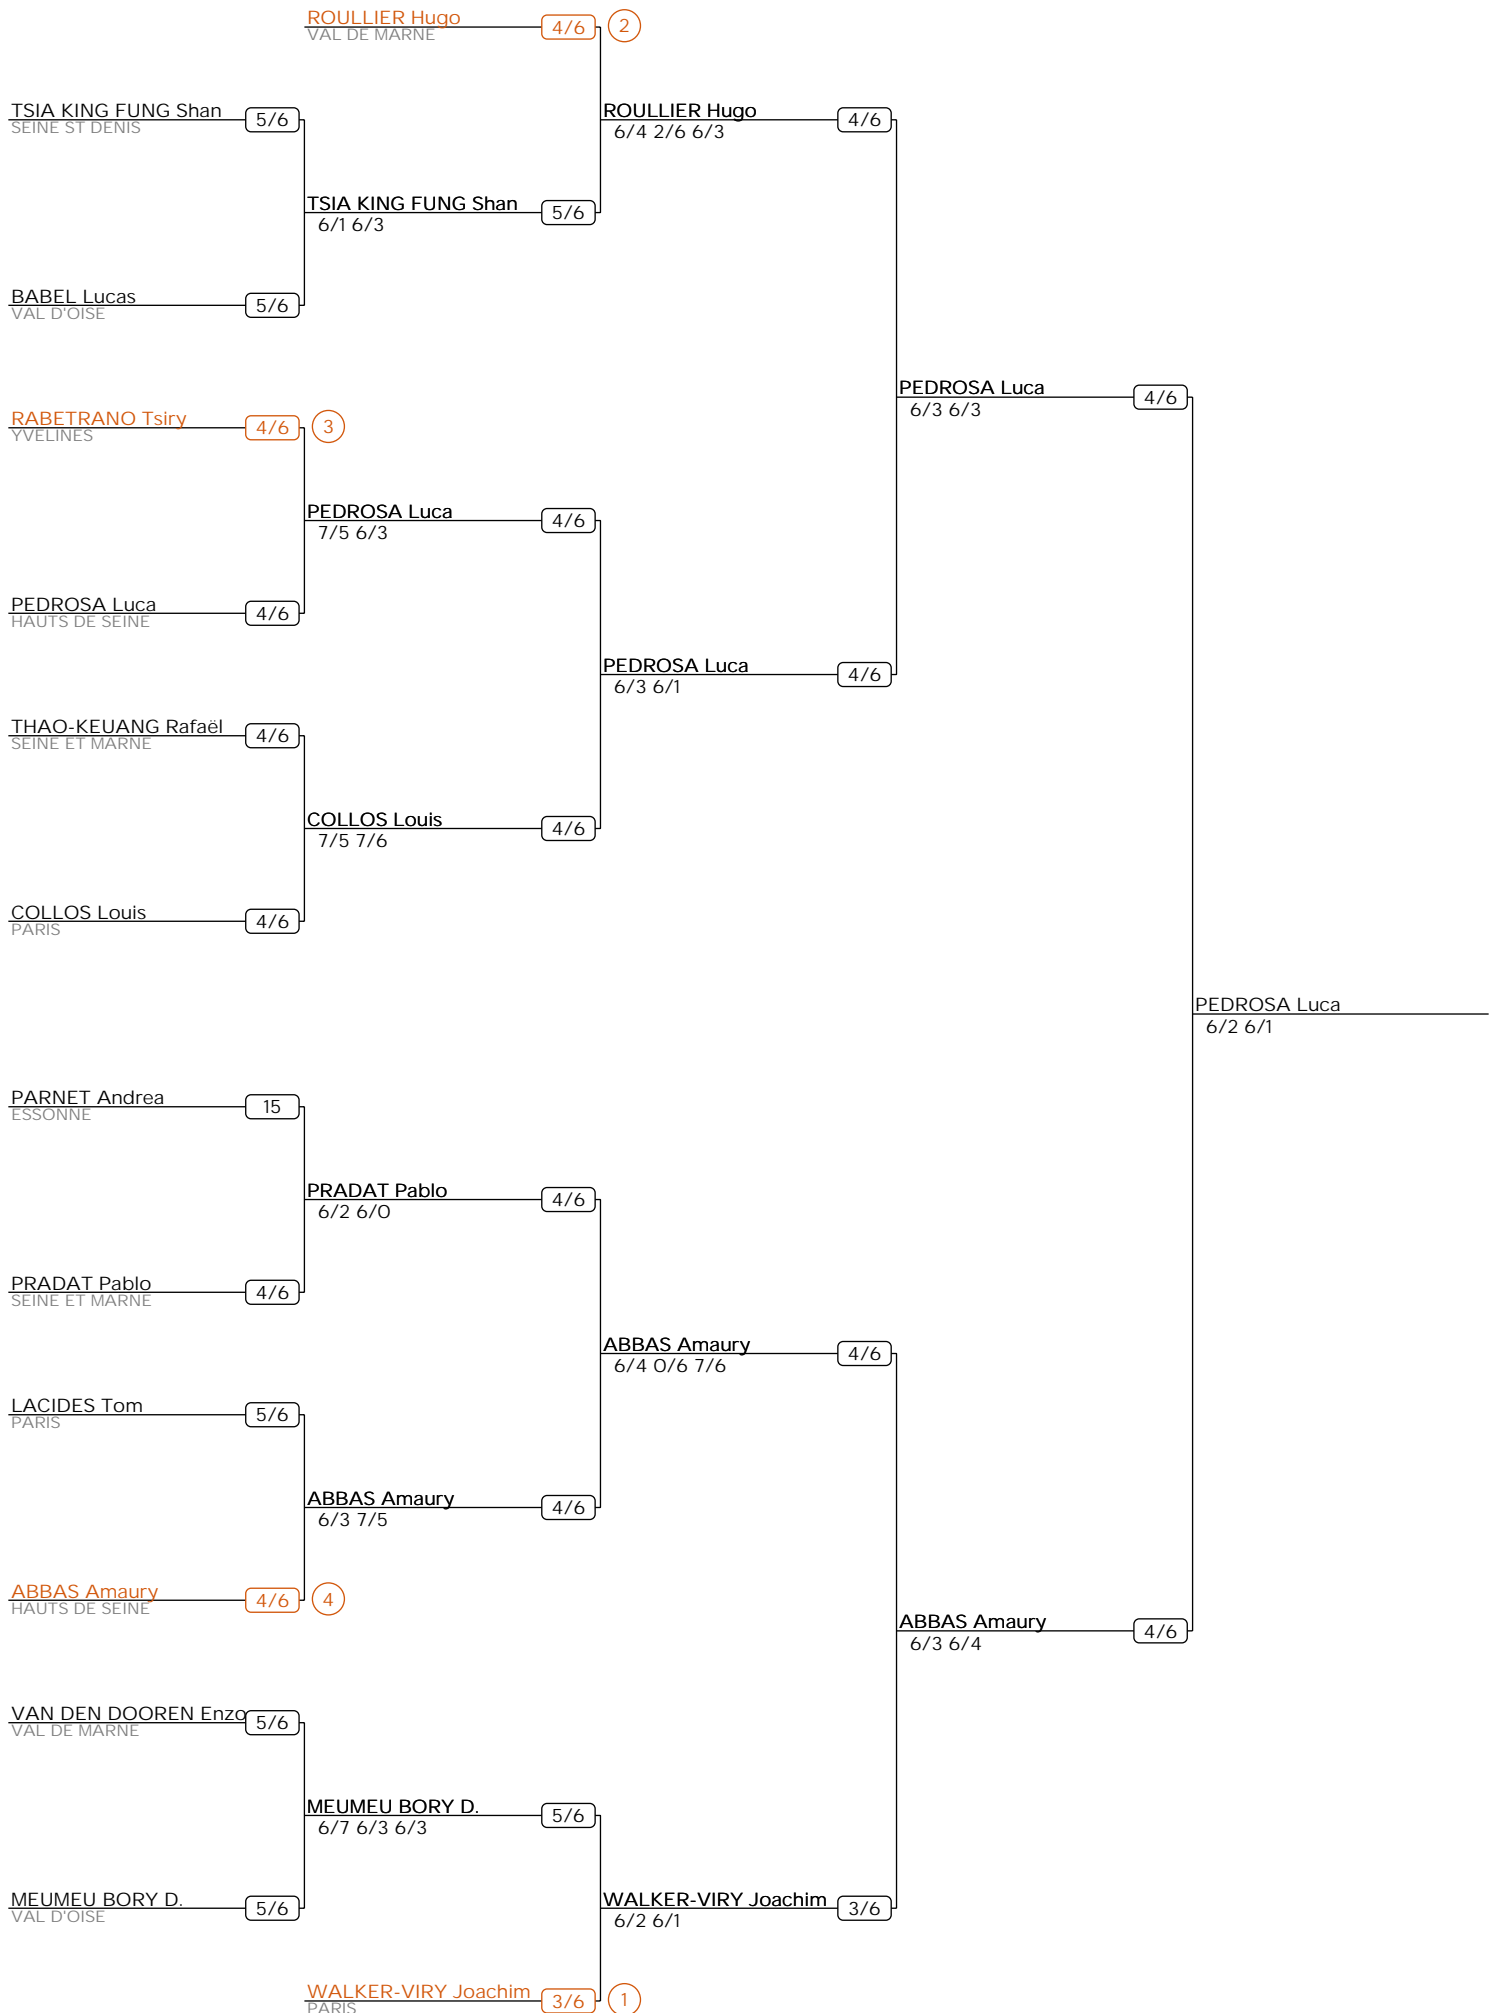 ROULLIER Hugo
4/6
2
VAL DE MARNE
TSIA KING FUNG Shan
5/6
SEINE ST DENIS
ROULLIER Hugo
4/6
6/4 2/6 6/3
TSIA KING FUNG Shan
5/6
6/1 6/3
BABEL Lucas
5/6
VAL D'OISE
PEDROSA Luca
4/6
6/3 6/3
RABETRANO Tsiry
4/6
3
YVELINES
PEDROSA Luca
4/6
7/5 6/3
PEDROSA Luca
4/6
HAUTS DE SEINE
PEDROSA Luca
4/6
6/3 6/1
THAO-KEUANG Rafaël
4/6
SEINE ET MARNE
COLLOS Louis
4/6
7/5 7/6
COLLOS Louis
4/6
PARIS
PEDROSA Luca
6/2 6/1
PARNET Andrea
15
ESSONNE
PRADAT Pablo
4/6
6/2 6/0
PRADAT Pablo
4/6
SEINE ET MARNE
ABBAS Amaury
4/6
6/4 0/6 7/6
LACIDES Tom
5/6
PARIS
ABBAS Amaury
4/6
6/3 7/5
ABBAS Amaury
4/6
4
HAUTS DE SEINE
ABBAS Amaury
4/6
6/3 6/4
VAN DEN DOOREN Enzo
5/6
VAL DE MARNE
MEUMEU BORY D.
5/6
6/7 6/3 6/3
MEUMEU BORY D.
5/6
VAL D'OISE
WALKER-VIRY Joachim
3/6
6/2 6/1
WALKER-VIRY Joachim
3/6
1
PARIS